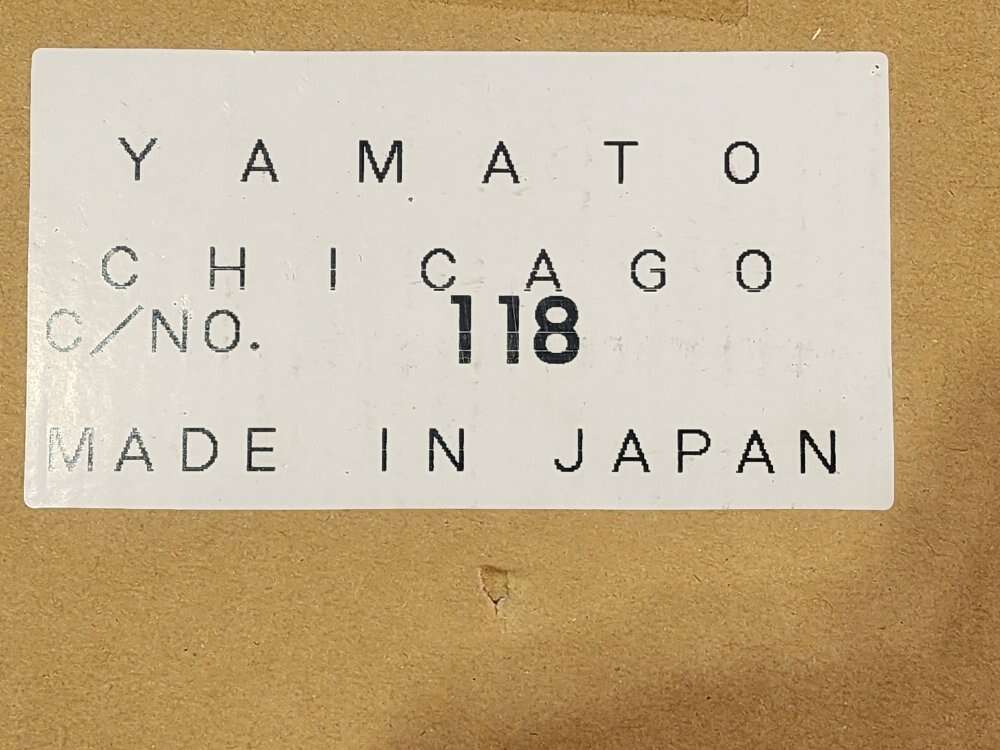 YAMATO
CHICAGO
C/NO. 118
MADE IN JAPAN